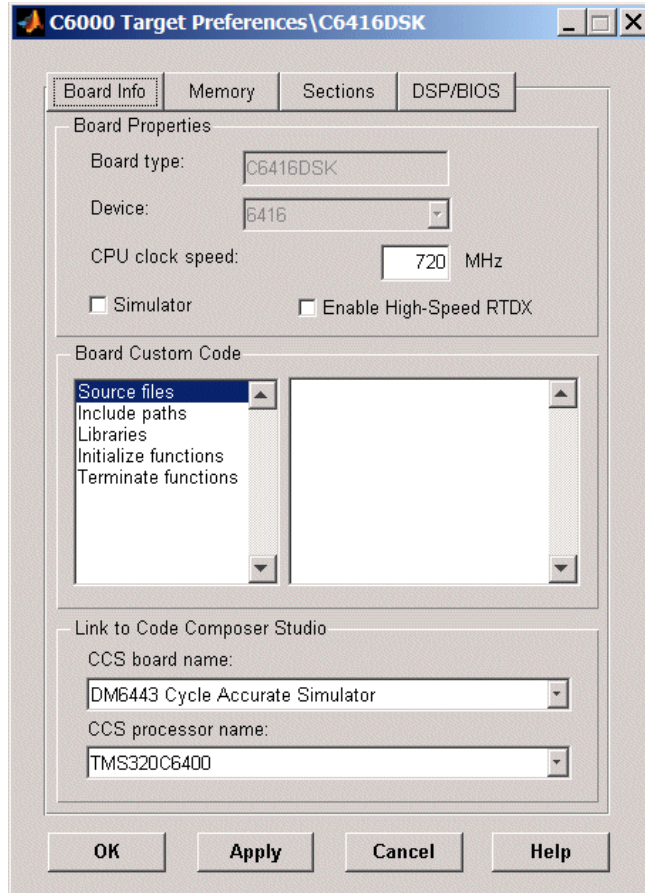 C6000 Target Preferences\C6416DSK
Board Info Memory Sections DSP/BIOS
Board Properties
Board type: C6416DSK
Device: 6416
CPU clock speed: 720 MHz
Simulator Enable High-Speed RTDX
Board Custom Code
Source files
Include paths
Libraries
Initialize functions
Terminate functions
Link to Code Composer Studio
CCS board name:
DM6443 Cycle Accurate Simulator
CCS processor name:
TMS320C6400
OK Apply Cancel Help